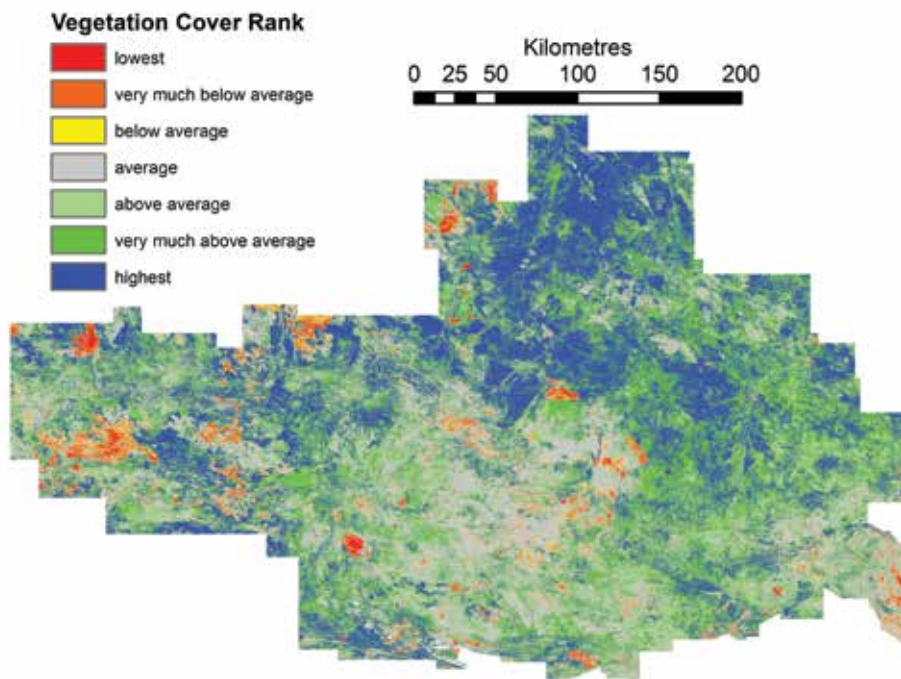 Vegetation Cover Rank
lowest
very much below average
below average
average
above average
very much above average
highest
Kilometres
0 25 50 100 150 200